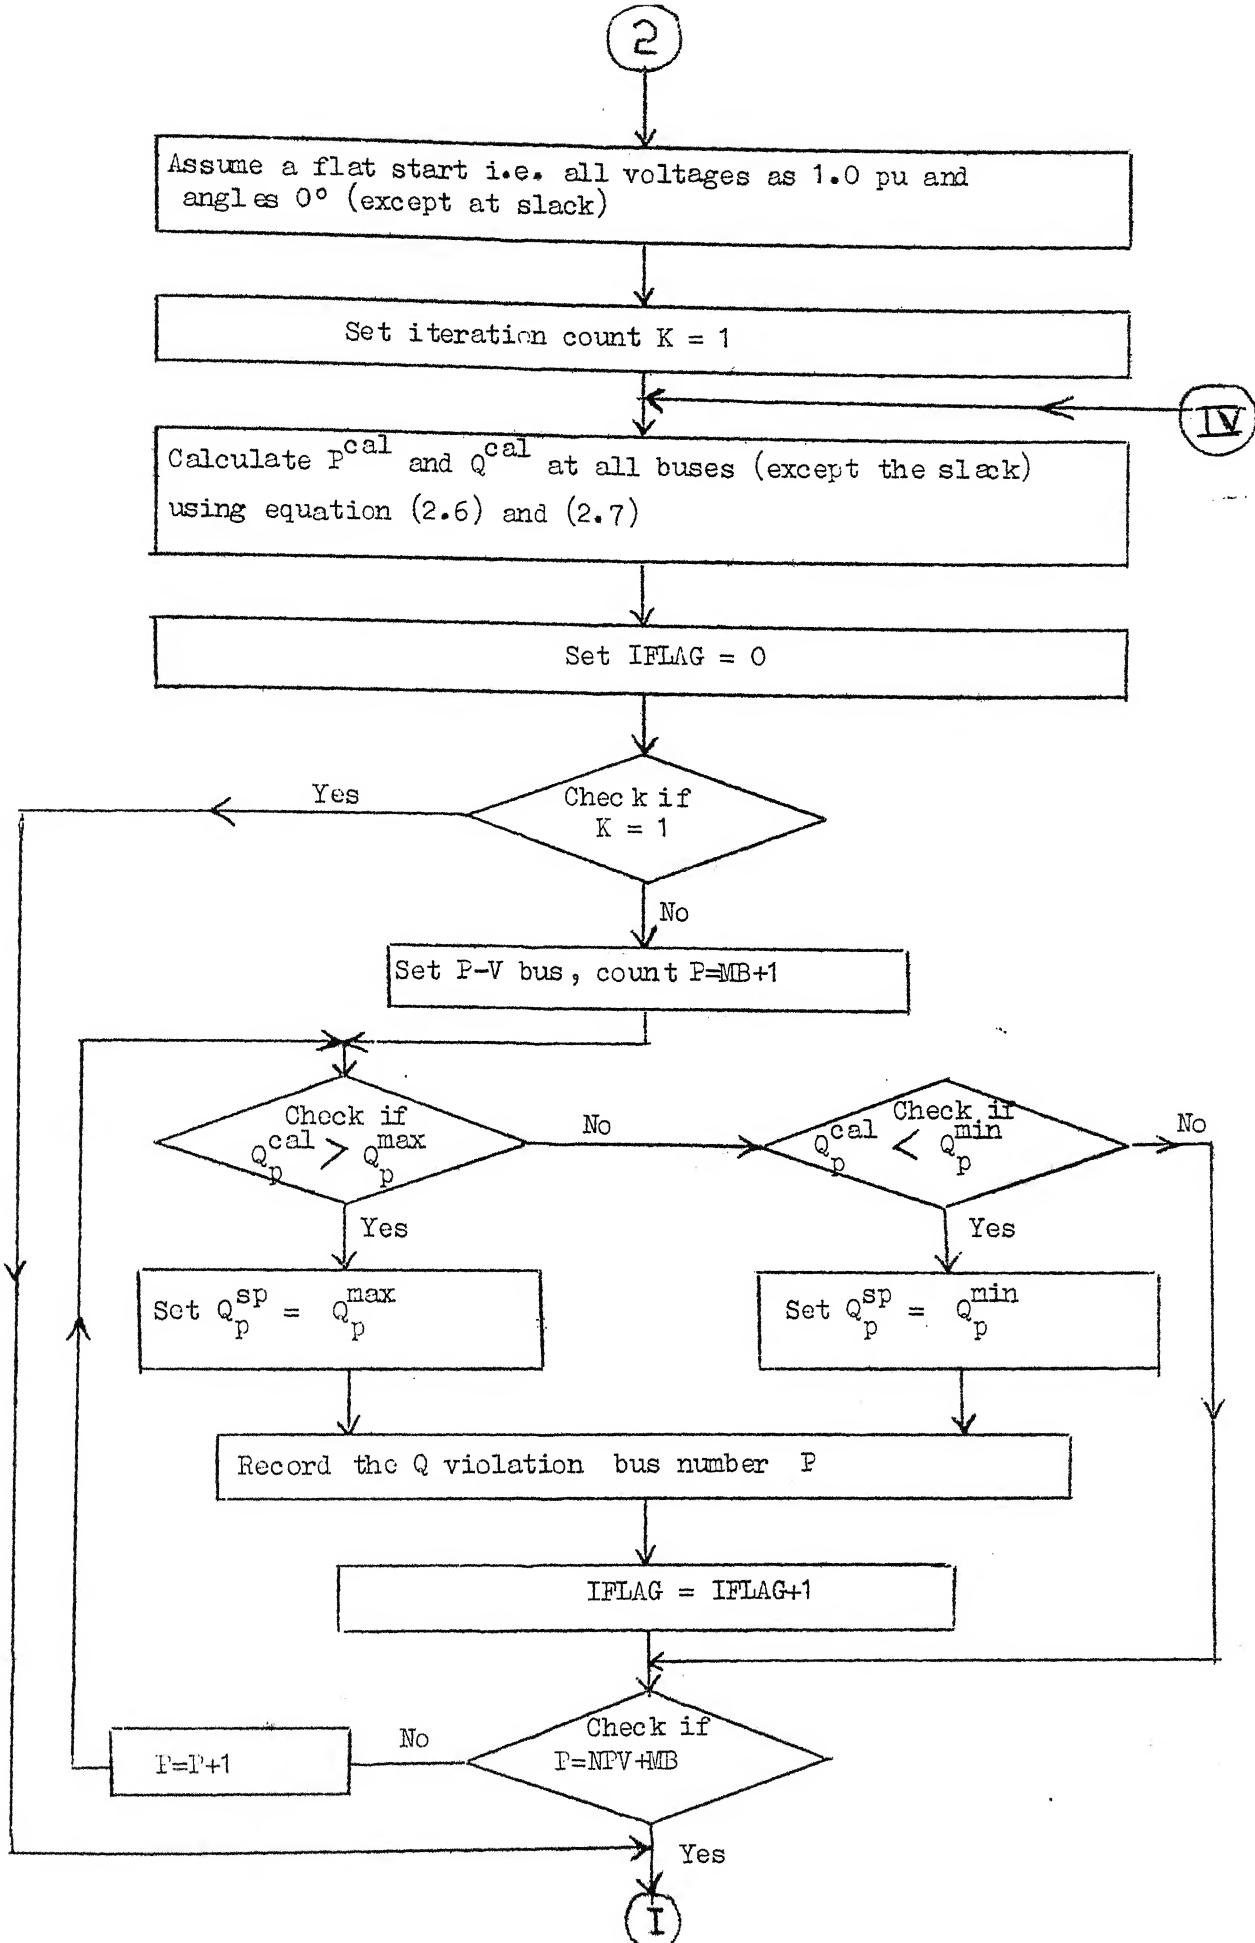 2
Assume a flat start i.e. all voltages as 1.0 pu and
angles 0° (except at slack)
Set iteration count K = 1
IV
Calculate P^cal and Q^cal at all buses (except the slack)
using equation (2.6) and (2.7)
Set IFLAG = 0
Yes
Check if
K = 1
No
Set P-V bus, count P=MB+1
Check if
Q_p^cal > Q_p^max
No
Check if
Q_p^cal < Q_p^min
No
Yes
Yes
Set Q_p^sp = Q_p^max
Set Q_p^sp = Q_p^min
Record the Q violation bus number P
IFLAG = IFLAG+1
Check if
P=NPV+MB
No
P=P+1
Yes
I